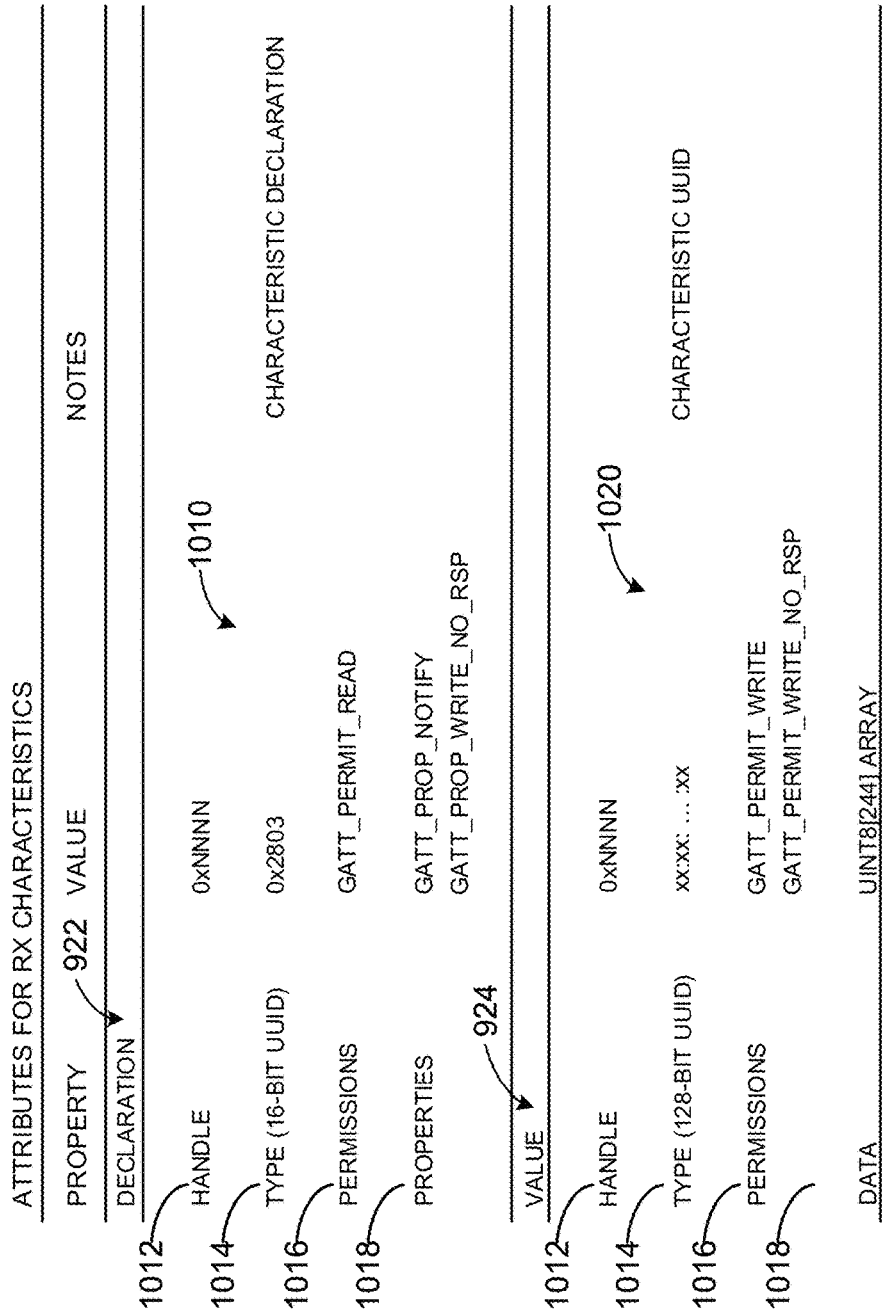 ATTRIBUTES FOR RX CHARACTERISTICS
PROPERTY VALUE NOTES
DECLARATION 922
1012 HANDLE 0xNNNN 1010
1014 TYPE (16-BIT UUID) 0x2803 CHARACTERISTIC DECLARATION
1016 PERMISSIONS GATT_PERMIT_READ
1018 PROPERTIES GATT_PROP_NOTIFY
GATT_PROP_WRITE_NO_RSP
VALUE 924
1012 HANDLE 0xNNNN 1020
1014 TYPE (128-BIT UUID) xx:xx: ... :xx CHARACTERISTIC UUID
1016 PERMISSIONS GATT_PERMIT_WRITE
GATT_PERMIT_WRITE_NO_RSP
1018
DATA UINT8[244] ARRAY